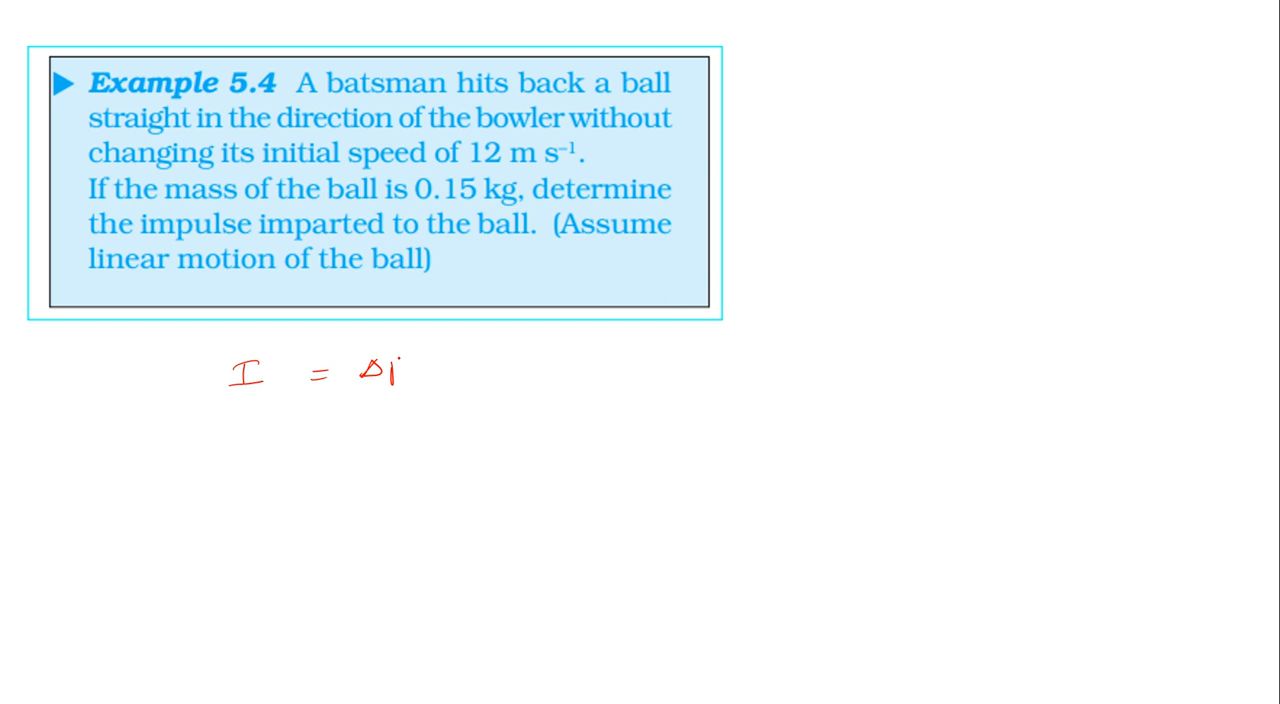 Example 5.4 A batsman hits back a ball
straight in the direction of the bowler without
changing its initial speed of 12 m s⁻¹.
If the mass of the ball is 0.15 kg, determine
the impulse imparted to the ball. (Assume
linear motion of the ball)
I = Δ